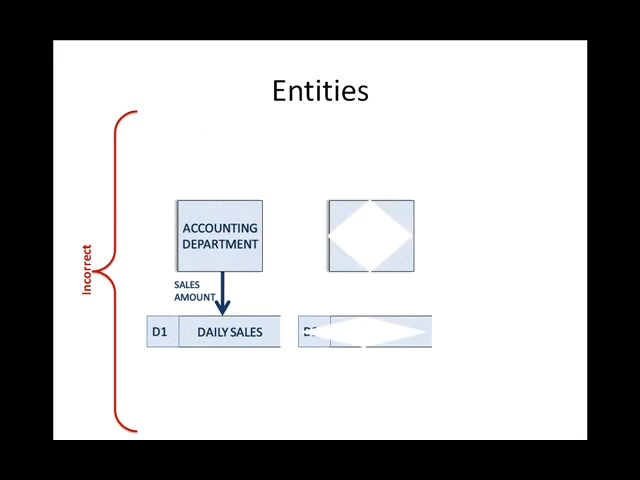 Entities
Incorrect
ACCOUNTING
DEPARTMENT
SALES
AMOUNT
D1 DAILY SALES